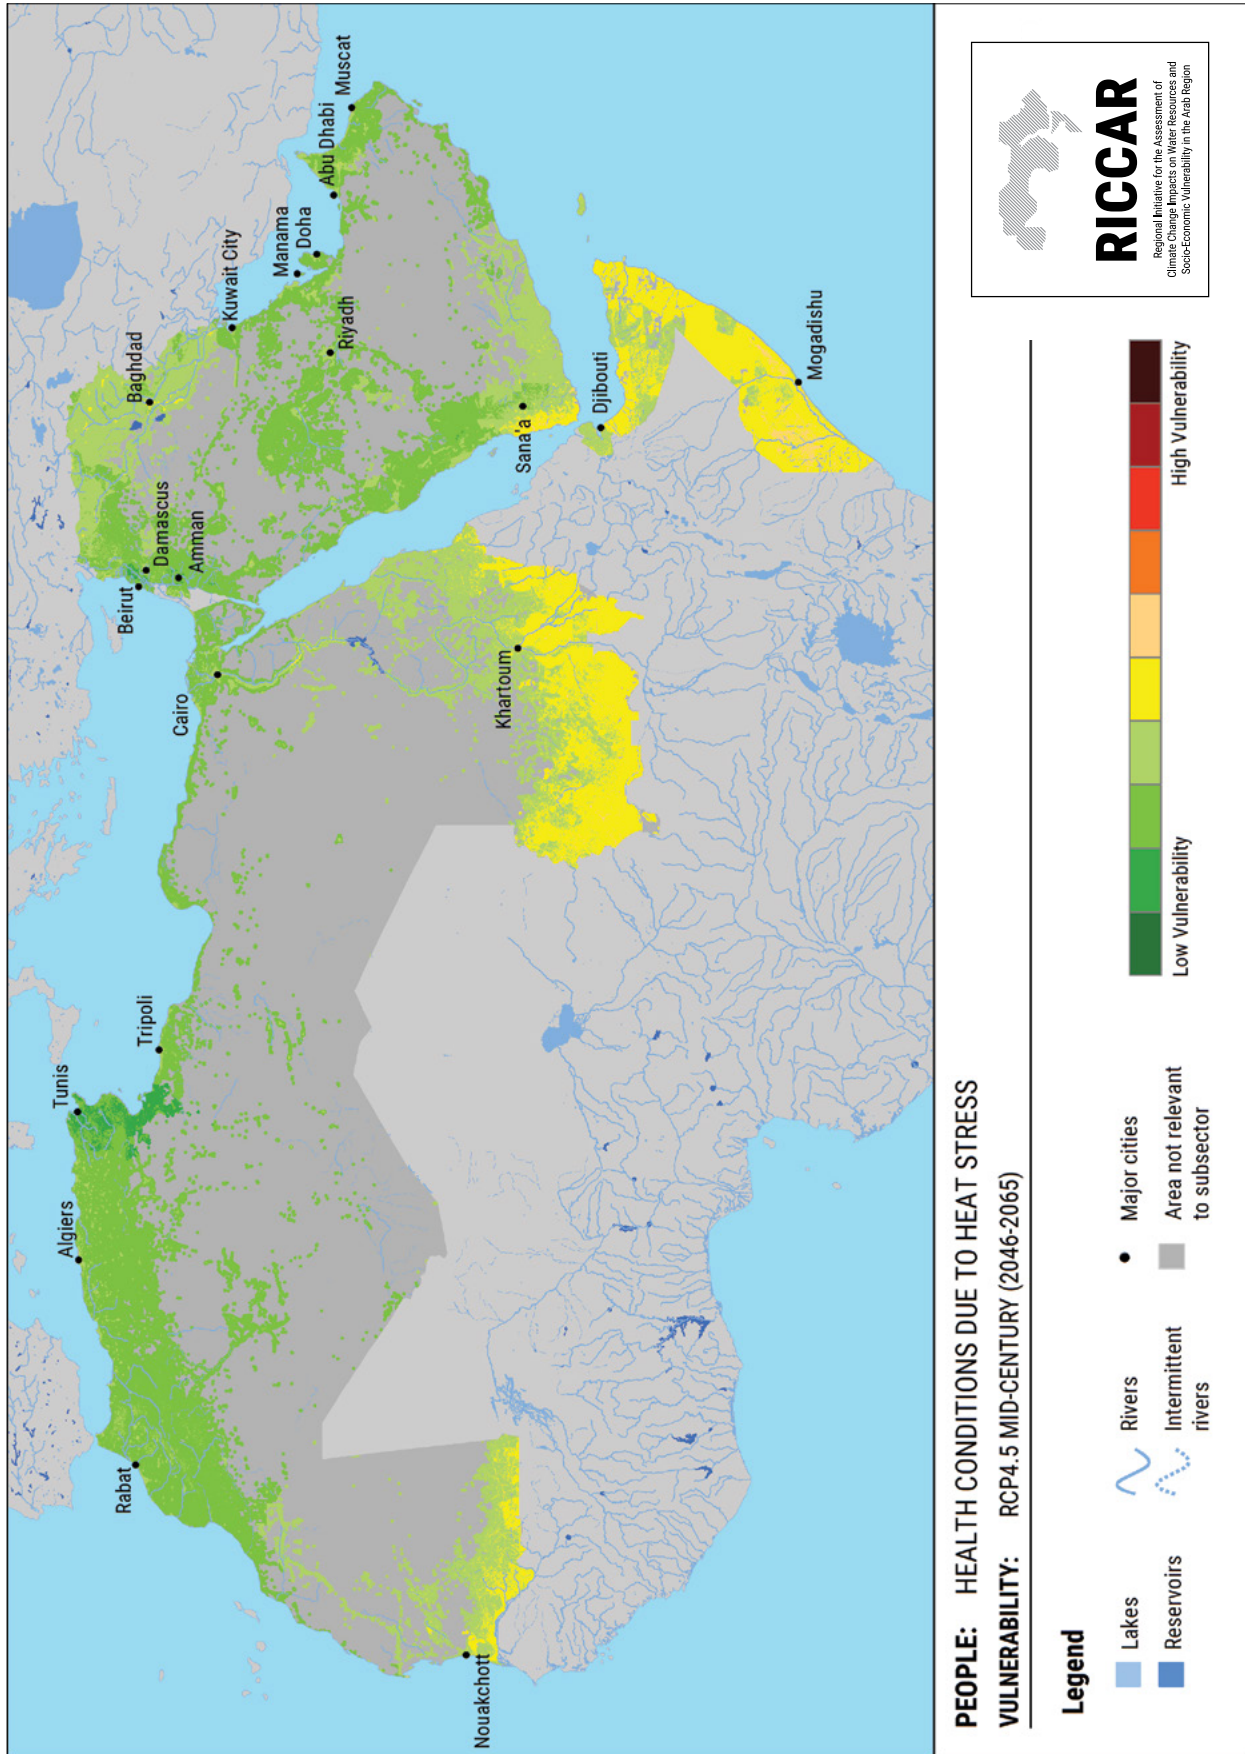 Rabat
Algiers
Tunis
Tripoli
Cairo
Beirut
Damascus
Amman
Baghdad
Kuwait City
Manama
Doha
Riyadh
Abu Dhabi
Muscat
Sana'a
Djibouti
Khartoum
Mogadishu
Nouakchott
PEOPLE: HEALTH CONDITIONS DUE TO HEAT STRESS
VULNERABILITY: RCP4.5 MID-CENTURY (2046-2065)
Legend
Lakes
Reservoirs
Rivers
Intermittent
rivers
Major cities
Area not relevant
to subsector
Low Vulnerability
High Vulnerability
RICCAR
Regional Initiative for the Assessment of
Climate Change Impacts on Water Resources and
Socio-Economic Vulnerability in the Arab Region